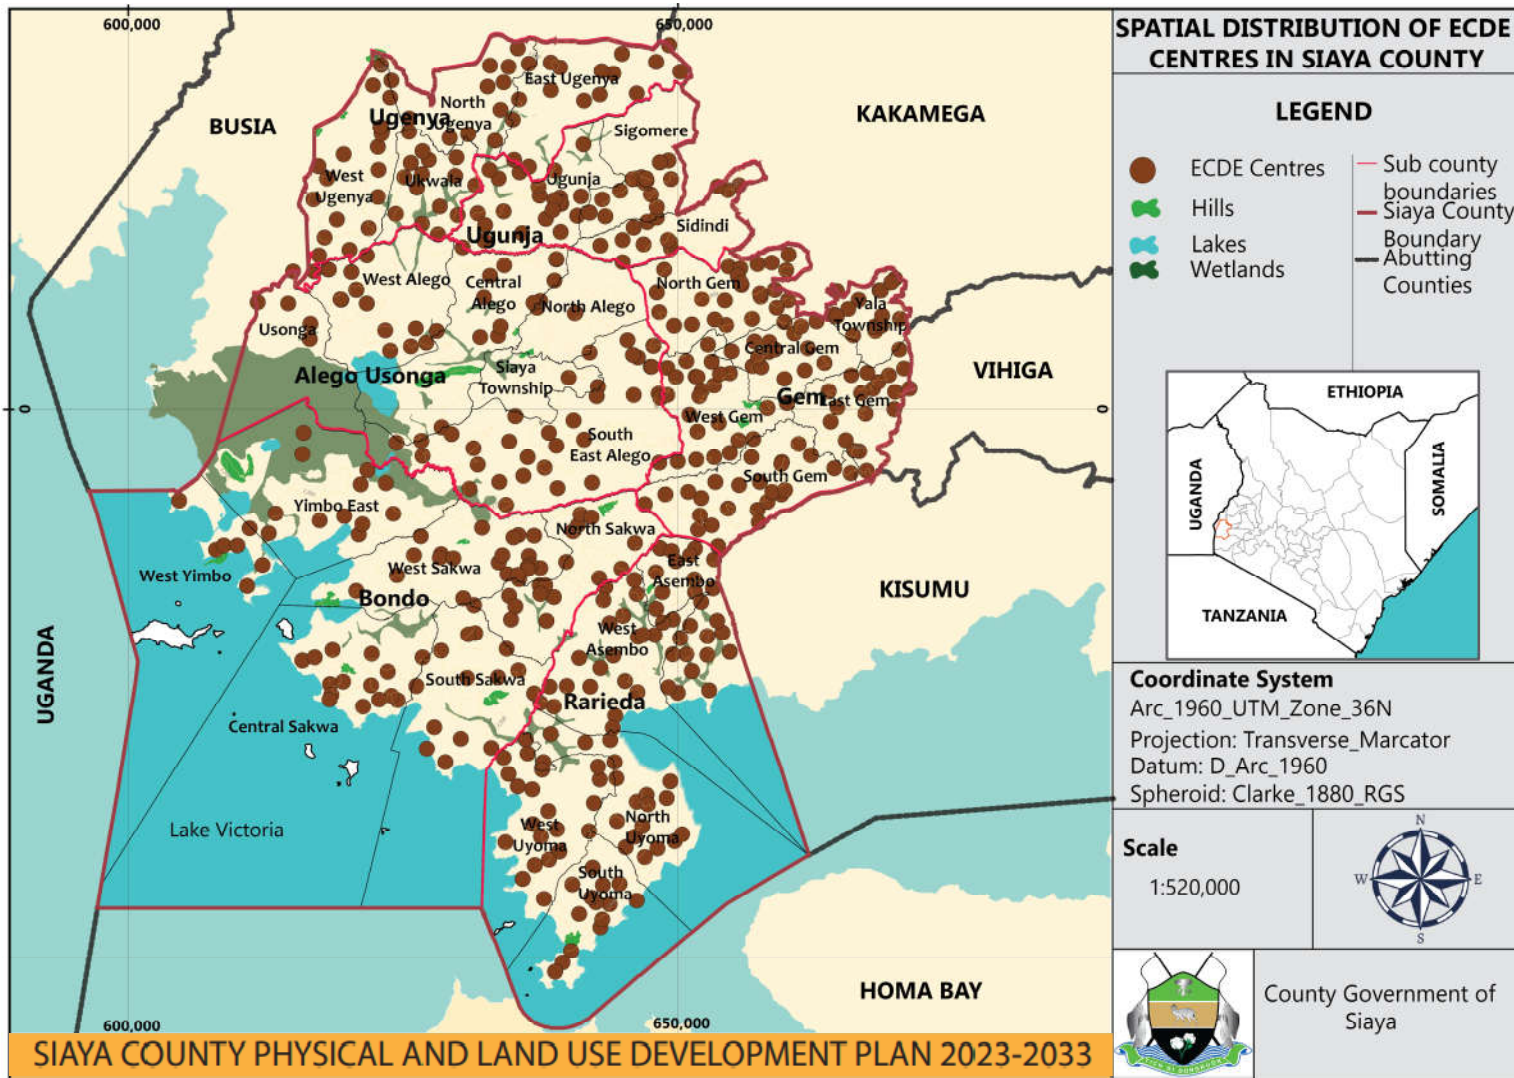 600,000
650,000
SPATIAL DISTRIBUTION OF ECDE
CENTRES IN SIAYA COUNTY
LEGEND
ECDE Centres
Hills
Lakes
Wetlands
Sub county
boundaries
Siaya County
Boundary
Abutting
Counties
BUSIA
KAKAMEGA
VIHIGA
KISUMU
HOMA BAY
UGANDA
East Ugenya
North
Ugenya
Ugenya
Sigomere
West
Ugenya
Ukwala
Ugunja
Sidindi
Ugunja
West Alego
Central
Alego
North Alego
North Gem
Usonga
Yala
Township
Central Gem
Alego Usonga
Siaya
Township
Gem
East Gem
West Gem
0
0
South
East Alego
South Gem
Yimbo East
North Sakwa
West Yimbo
West Sakwa
East
Asembo
Bondo
West
Asembo
South Sakwa
Rarieda
Central Sakwa
Lake Victoria
West
Uyoma
North
Uyoma
South
Uyoma
600,000
650,000
ETHIOPIA
UGANDA
SOMALIA
TANZANIA
Coordinate System
Arc_1960_UTM_Zone_36N
Projection: Transverse_Marcator
Datum: D_Arc_1960
Spheroid: Clarke_1880_RGS
Scale
1:520,000
N
W
E
S
County Government of
Siaya
SIAYA COUNTY PHYSICAL AND LAND USE DEVELOPMENT PLAN 2023-2033